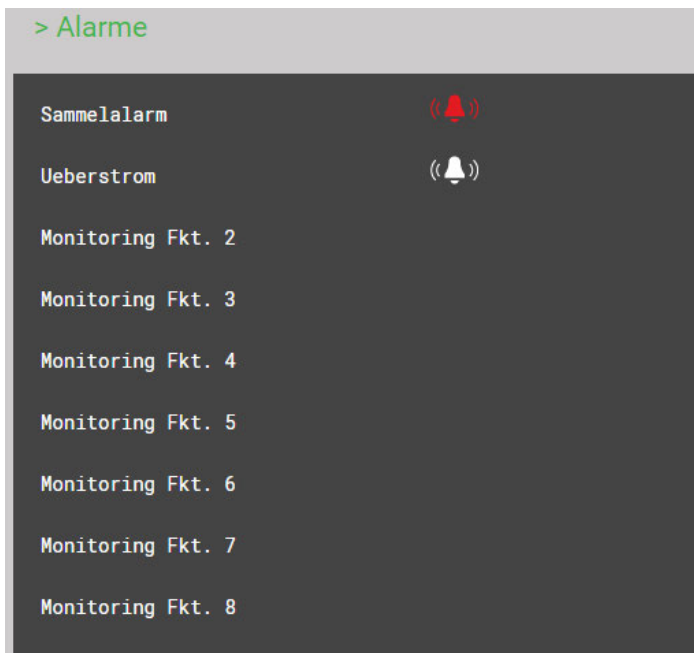 > Alarme
Sammelalarm
Ueberstrom
Monitoring Fkt. 2
Monitoring Fkt. 3
Monitoring Fkt. 4
Monitoring Fkt. 5
Monitoring Fkt. 6
Monitoring Fkt. 7
Monitoring Fkt. 8